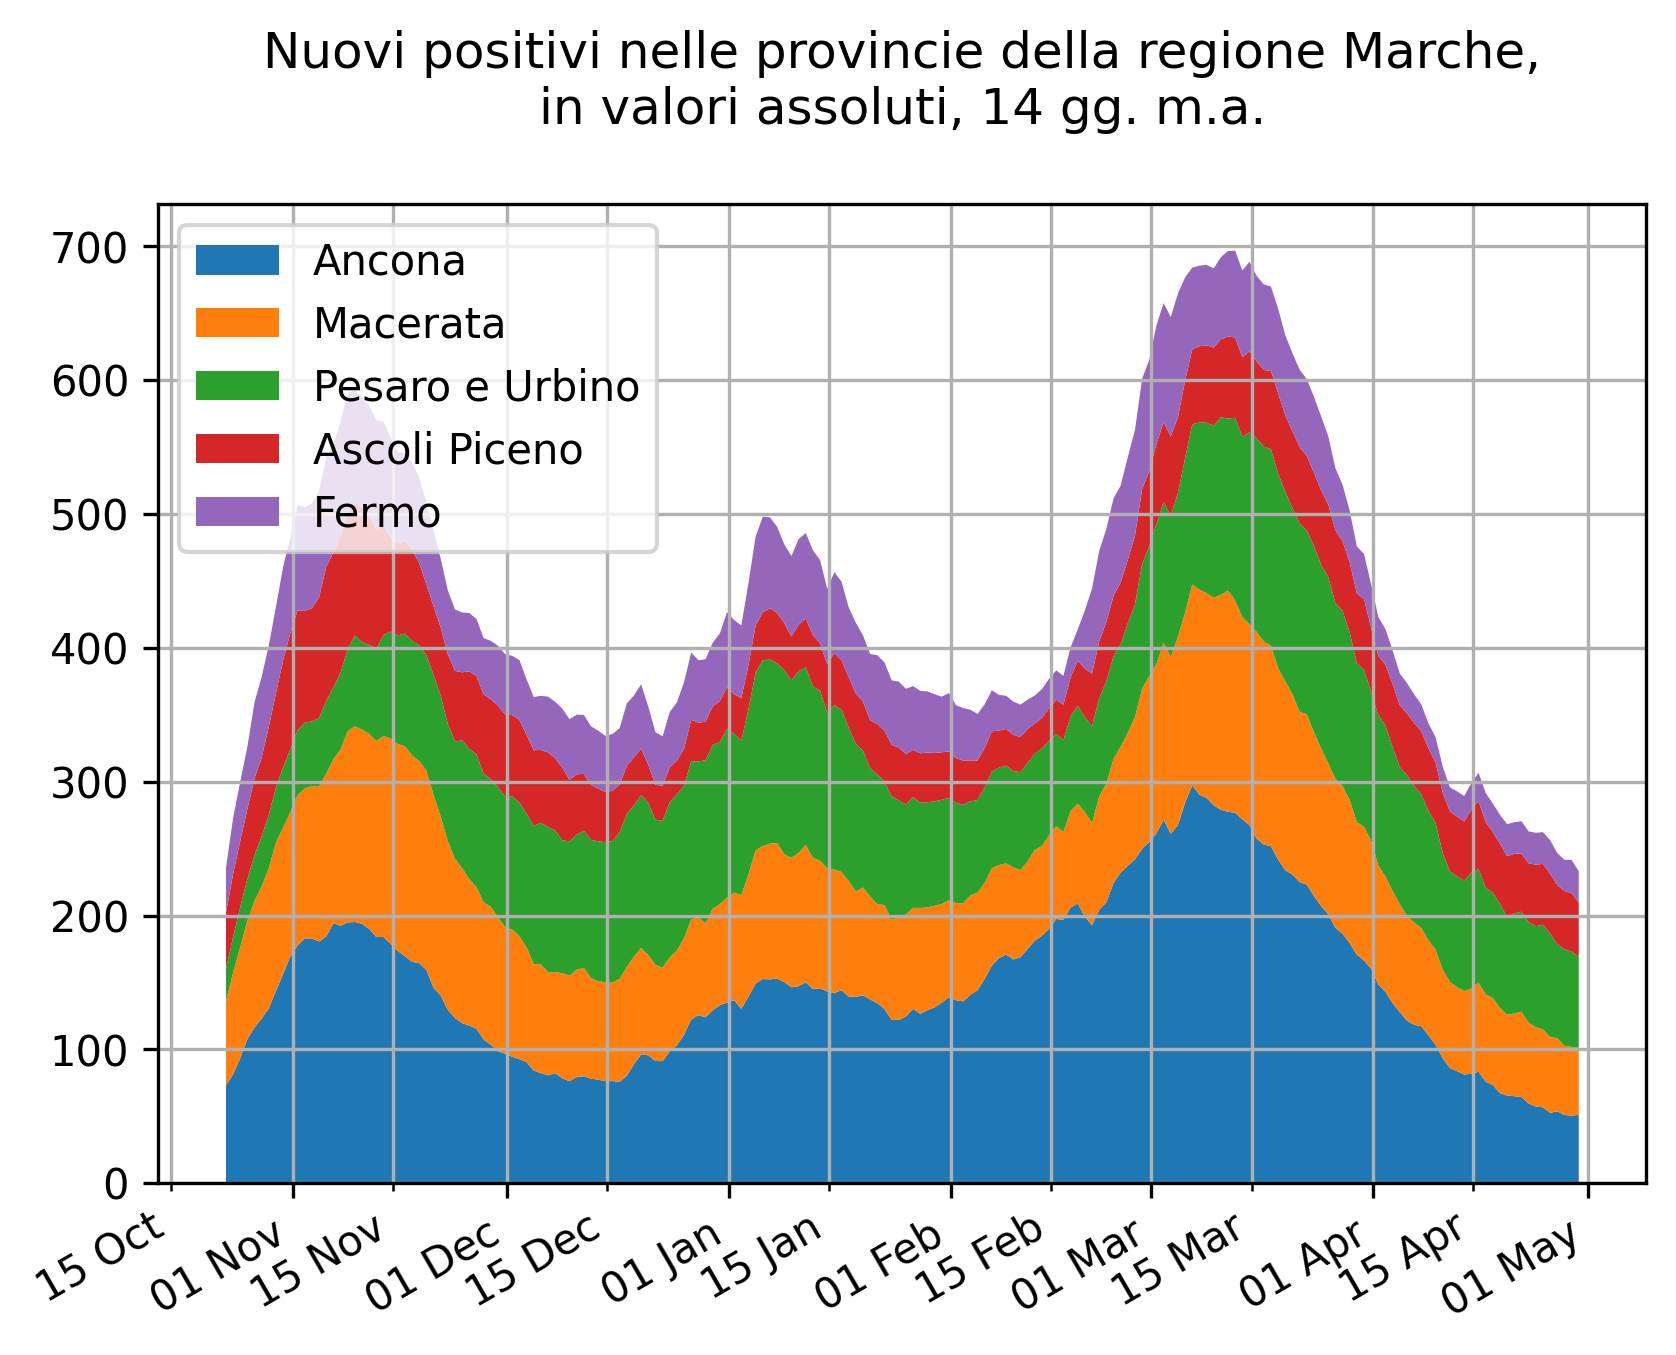 Nuovi positivi nelle provincie della regione Marche,
in valori assoluti, 14 gg. m.a.
700
600
500
400
300
200
100
0
Ancona
Macerata
Pesaro e Urbino
Ascoli Piceno
Fermo
15 Oct
01 Nov
15 Nov
01 Dec
15 Dec
01 Jan
15 Jan
01 Feb
15 Feb
01 Mar
15 Mar
01 Apr
15 Apr
01 May